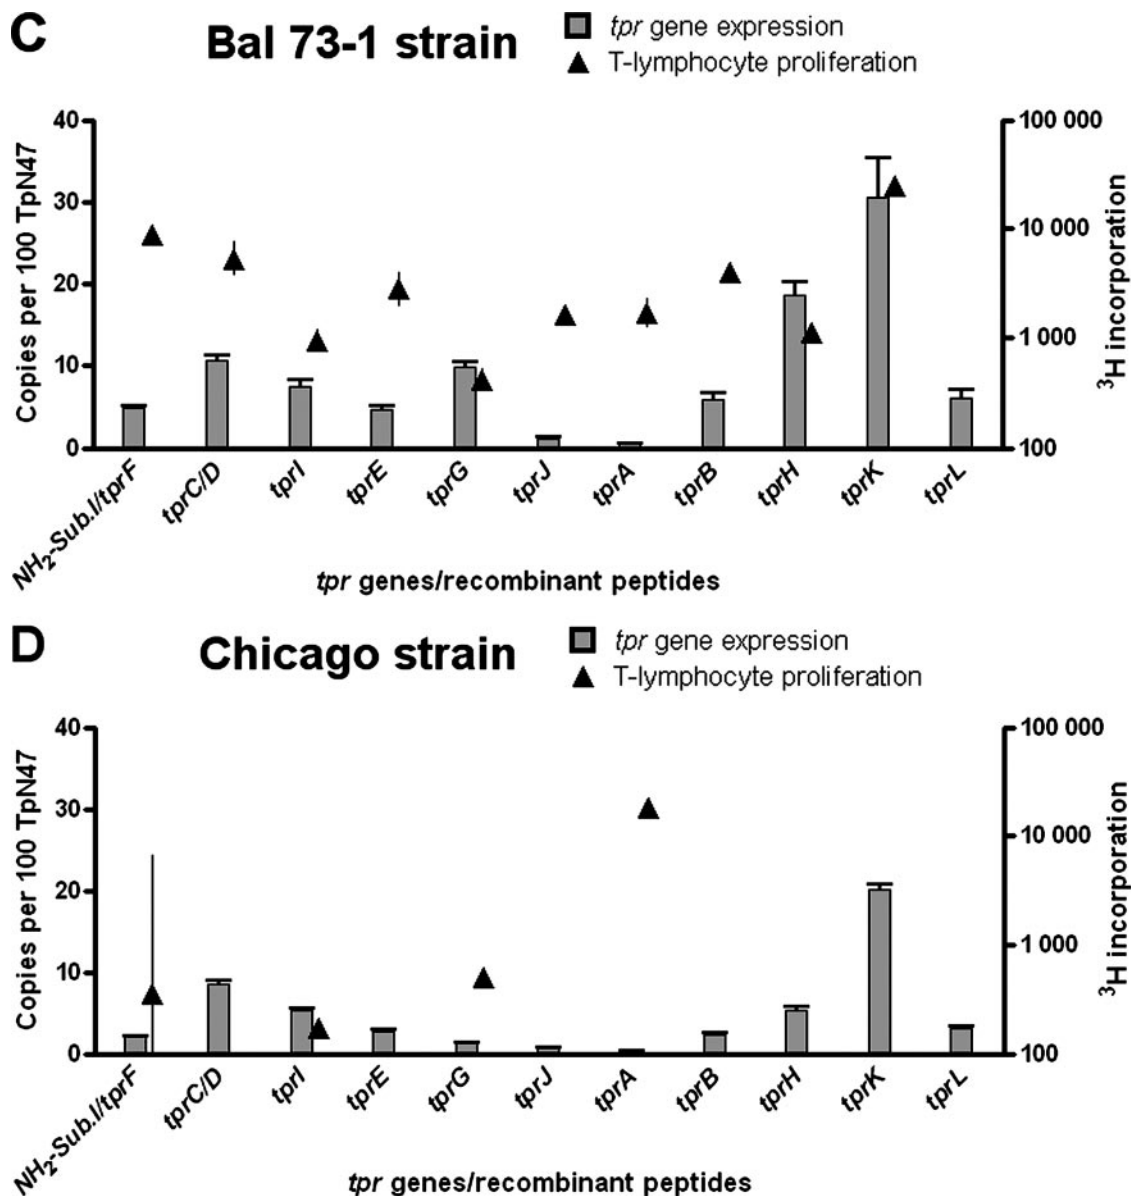 C
Bal 73-1 strain
tpr gene expression
T-lymphocyte proliferation
Copies per 100 TpN47
40
30
20
10
0
100 000
10 000
1 000
100
³H incorporation
NH₂-Sub.I/tprF
tprC/D
tprI
tprE
tprG
tprJ
tprA
tprB
tprH
tprK
tprL
tpr genes/recombinant peptides
D
Chicago strain
tpr gene expression
T-lymphocyte proliferation
Copies per 100 TpN47
40
30
20
10
0
100 000
10 000
1 000
100
³H incorporation
NH₂-Sub.I/tprF
tprC/D
tprI
tprE
tprG
tprJ
tprA
tprB
tprH
tprK
tprL
tpr genes/recombinant peptides